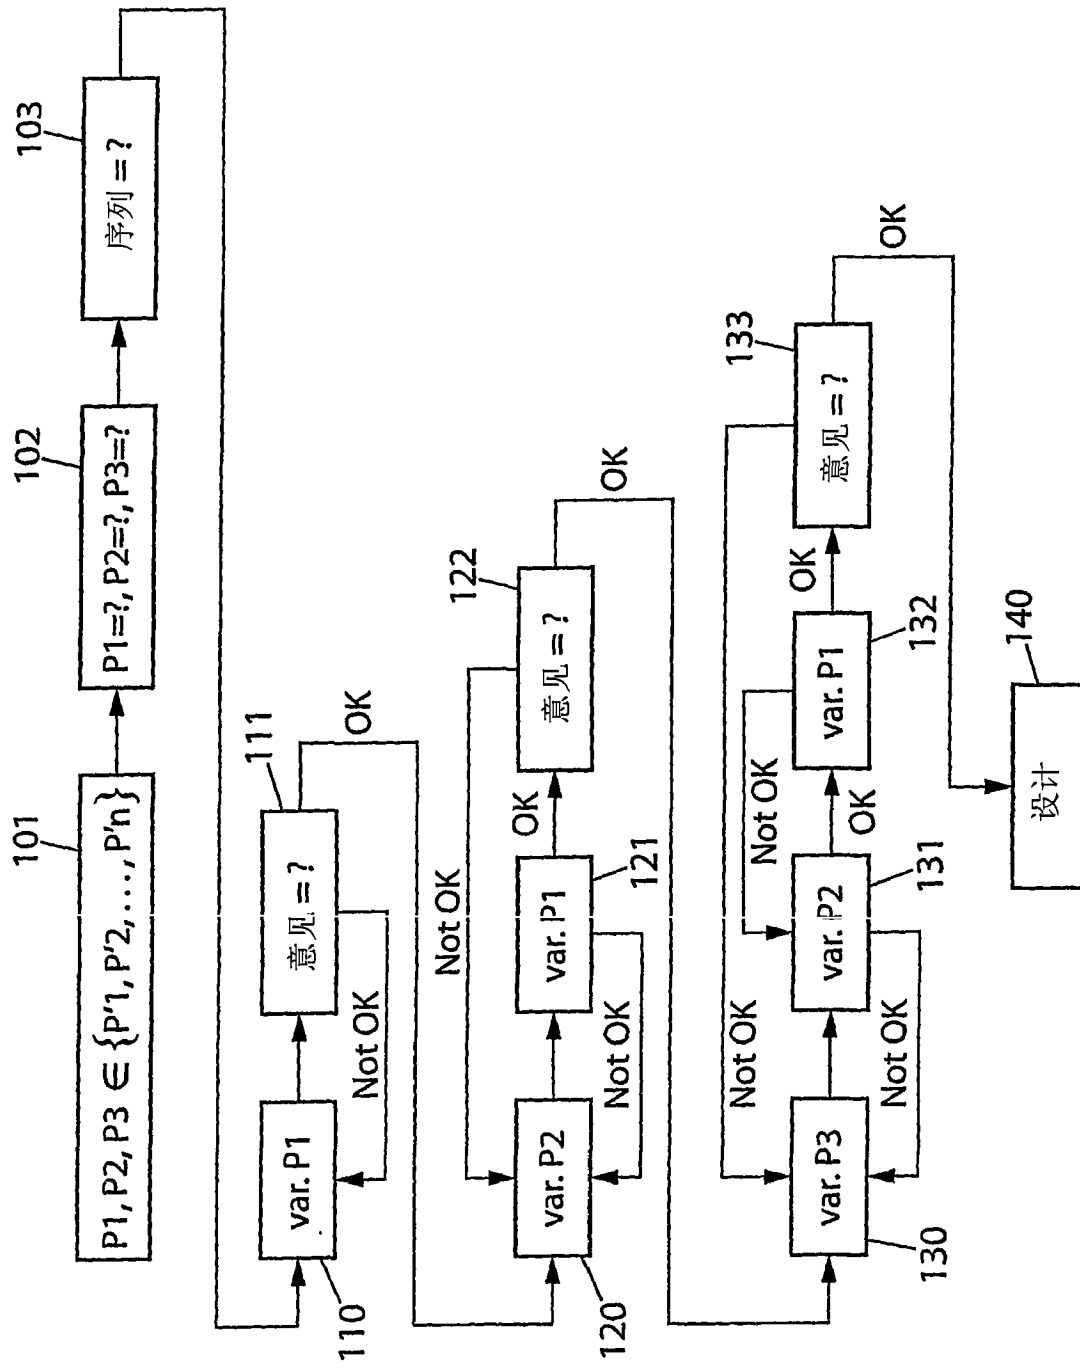 101
P1, P2, P3 ∈ {P'1, P'2, ..., P'n}
102
P1=?, P2=?, P3=?
103
序列 = ?
110
var. P1
111
意见 = ?
Not OK
OK
120
var. P2
121
var. P1
Not OK
Not OK
OK
122
意见 = ?
OK
130
var. P3
131
var. P2
Not OK
Not OK
OK
132
var. P1
Not OK
OK
133
意见 = ?
OK
140
设计